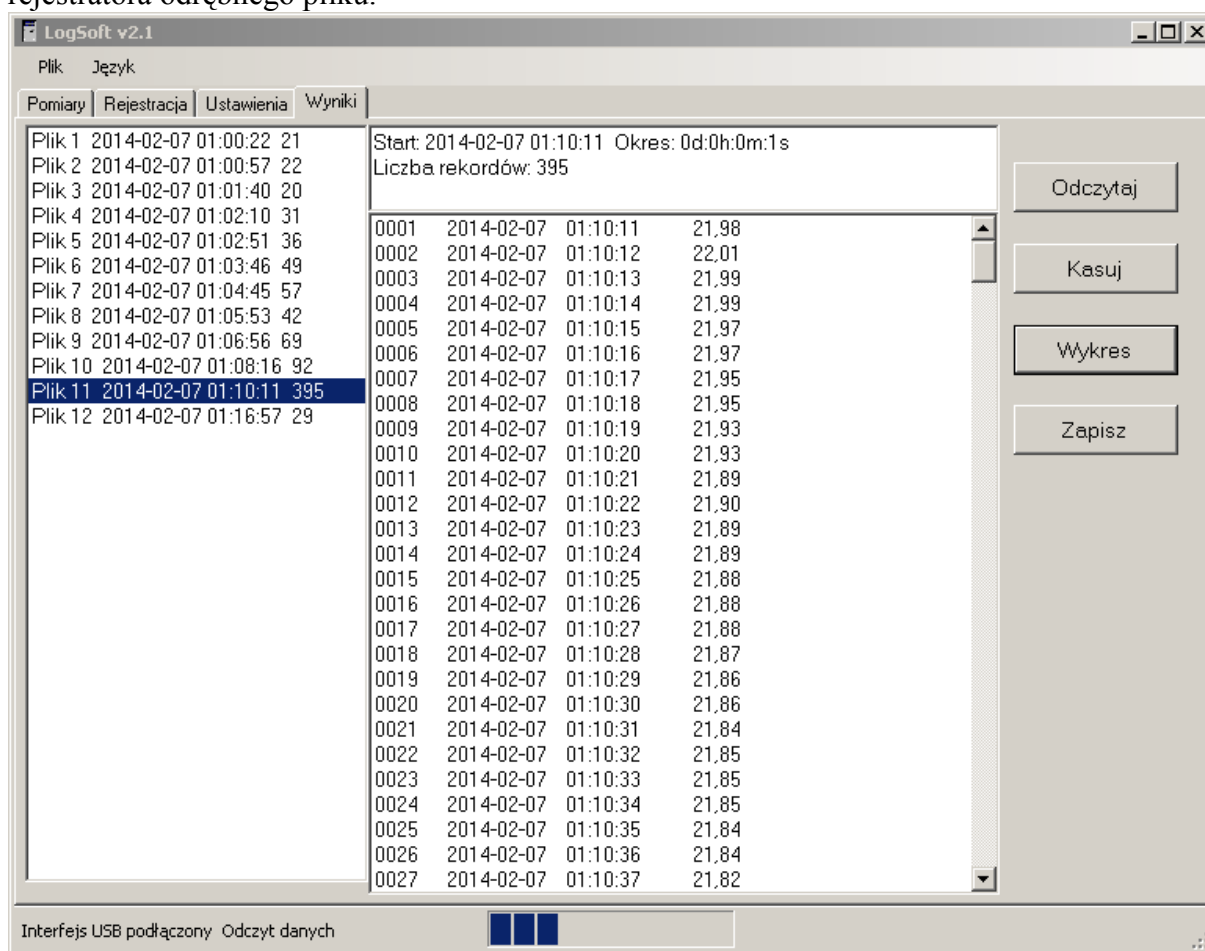 rejestratora odrębnego pliku.
LogSoft v2.1
Plik Język
Pomiary Rejestracja Ustawienia Wyniki
Plik 1 2014-02-07 01:00:22 21
Plik 2 2014-02-07 01:00:57 22
Plik 3 2014-02-07 01:01:40 20
Plik 4 2014-02-07 01:02:10 31
Plik 5 2014-02-07 01:02:51 36
Plik 6 2014-02-07 01:03:46 49
Plik 7 2014-02-07 01:04:45 57
Plik 8 2014-02-07 01:05:53 42
Plik 9 2014-02-07 01:06:56 69
Plik 10 2014-02-07 01:08:16 92
Plik 11 2014-02-07 01:10:11 395
Plik 12 2014-02-07 01:16:57 29
Start: 2014-02-07 01:10:11 Okres: 0d:0h:0m:1s
Liczba rekordów: 395
0001 2014-02-07 01:10:11 21,98
0002 2014-02-07 01:10:12 22,01
0003 2014-02-07 01:10:13 21,99
0004 2014-02-07 01:10:14 21,99
0005 2014-02-07 01:10:15 21,97
0006 2014-02-07 01:10:16 21,97
0007 2014-02-07 01:10:17 21,95
0008 2014-02-07 01:10:18 21,95
0009 2014-02-07 01:10:19 21,93
0010 2014-02-07 01:10:20 21,93
0011 2014-02-07 01:10:21 21,89
0012 2014-02-07 01:10:22 21,90
0013 2014-02-07 01:10:23 21,89
0014 2014-02-07 01:10:24 21,89
0015 2014-02-07 01:10:25 21,88
0016 2014-02-07 01:10:26 21,88
0017 2014-02-07 01:10:27 21,88
0018 2014-02-07 01:10:28 21,87
0019 2014-02-07 01:10:29 21,86
0020 2014-02-07 01:10:30 21,86
0021 2014-02-07 01:10:31 21,84
0022 2014-02-07 01:10:32 21,85
0023 2014-02-07 01:10:33 21,85
0024 2014-02-07 01:10:34 21,85
0025 2014-02-07 01:10:35 21,84
0026 2014-02-07 01:10:36 21,84
0027 2014-02-07 01:10:37 21,82
Odczytaj
Kasuj
Wykres
Zapisz
Interfejs USB podłączony Odczyt danych